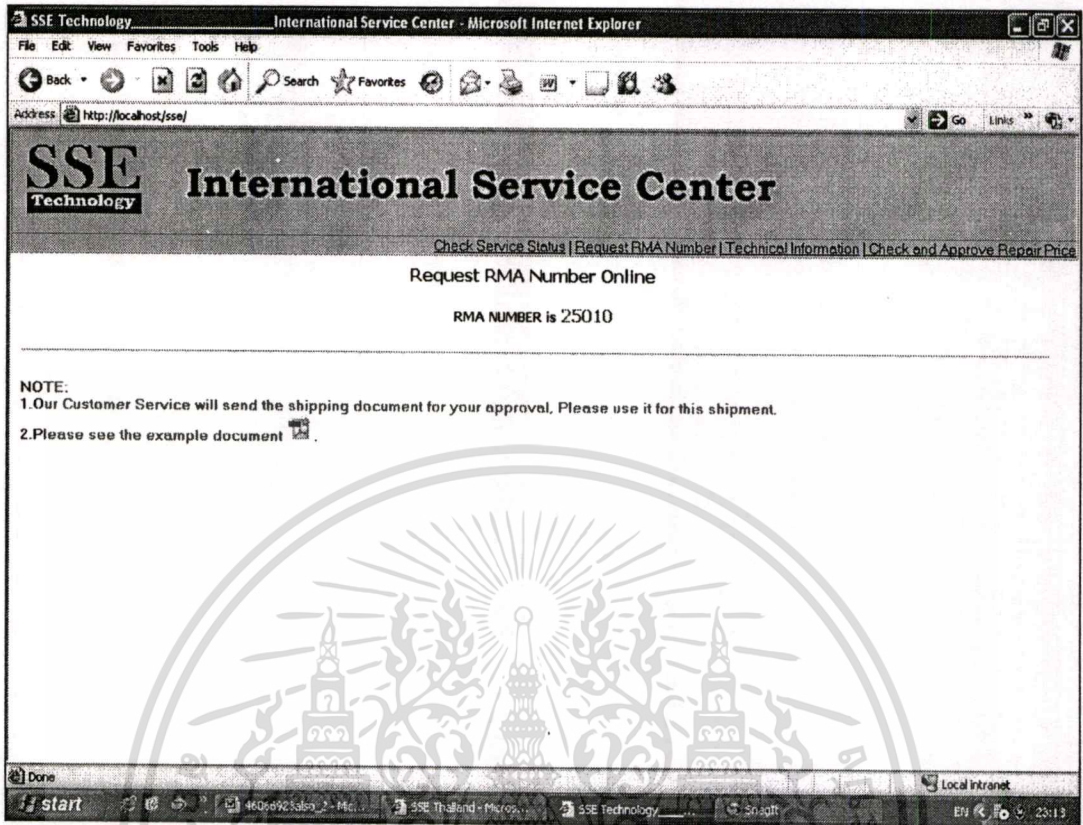 SSE Technology____________________International Service Center - Microsoft Internet Explorer
File Edit View Favorites Tools Help
Back Search Favorites
Address http://localhost/sse/ Go Links »
SSE
Technology
International Service Center
Check Service Status | Request RMA Number | Technical Information | Check and Approve Repair Price
Request RMA Number Online
RMA NUMBER is 25010
NOTE:
1.Our Customer Service will send the shipping document for your approval, Please use it for this shipment.
2.Please see the example document .
Done Local intranet
start SSE Thailand - Micros... SSE Technology____... SnagIt EN 23:13